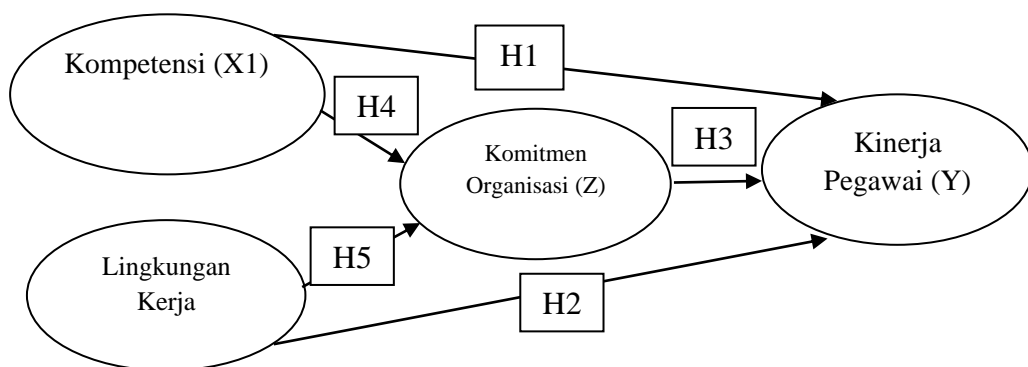 Kompetensi (X1)
H1
H4
Komitmen
Organisasi (Z)
H3
Kinerja
Pegawai (Y)
Lingkungan
Kerja
H5
H2